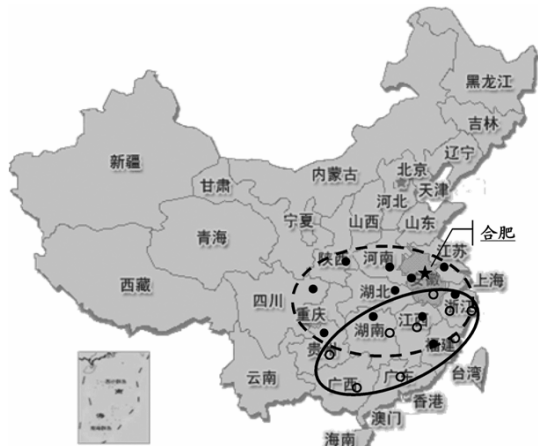 黑龙江
吉林
辽宁
新疆
内蒙古
北京
甘肃
天津
河北
宁夏
山西
山东
青海
合肥
陕西
河南
江苏
西藏
四川
湖北
上海
重庆
浙江
湖南
江西
贵
福建
云南
广西
广东
台湾
香港
澳门
海南